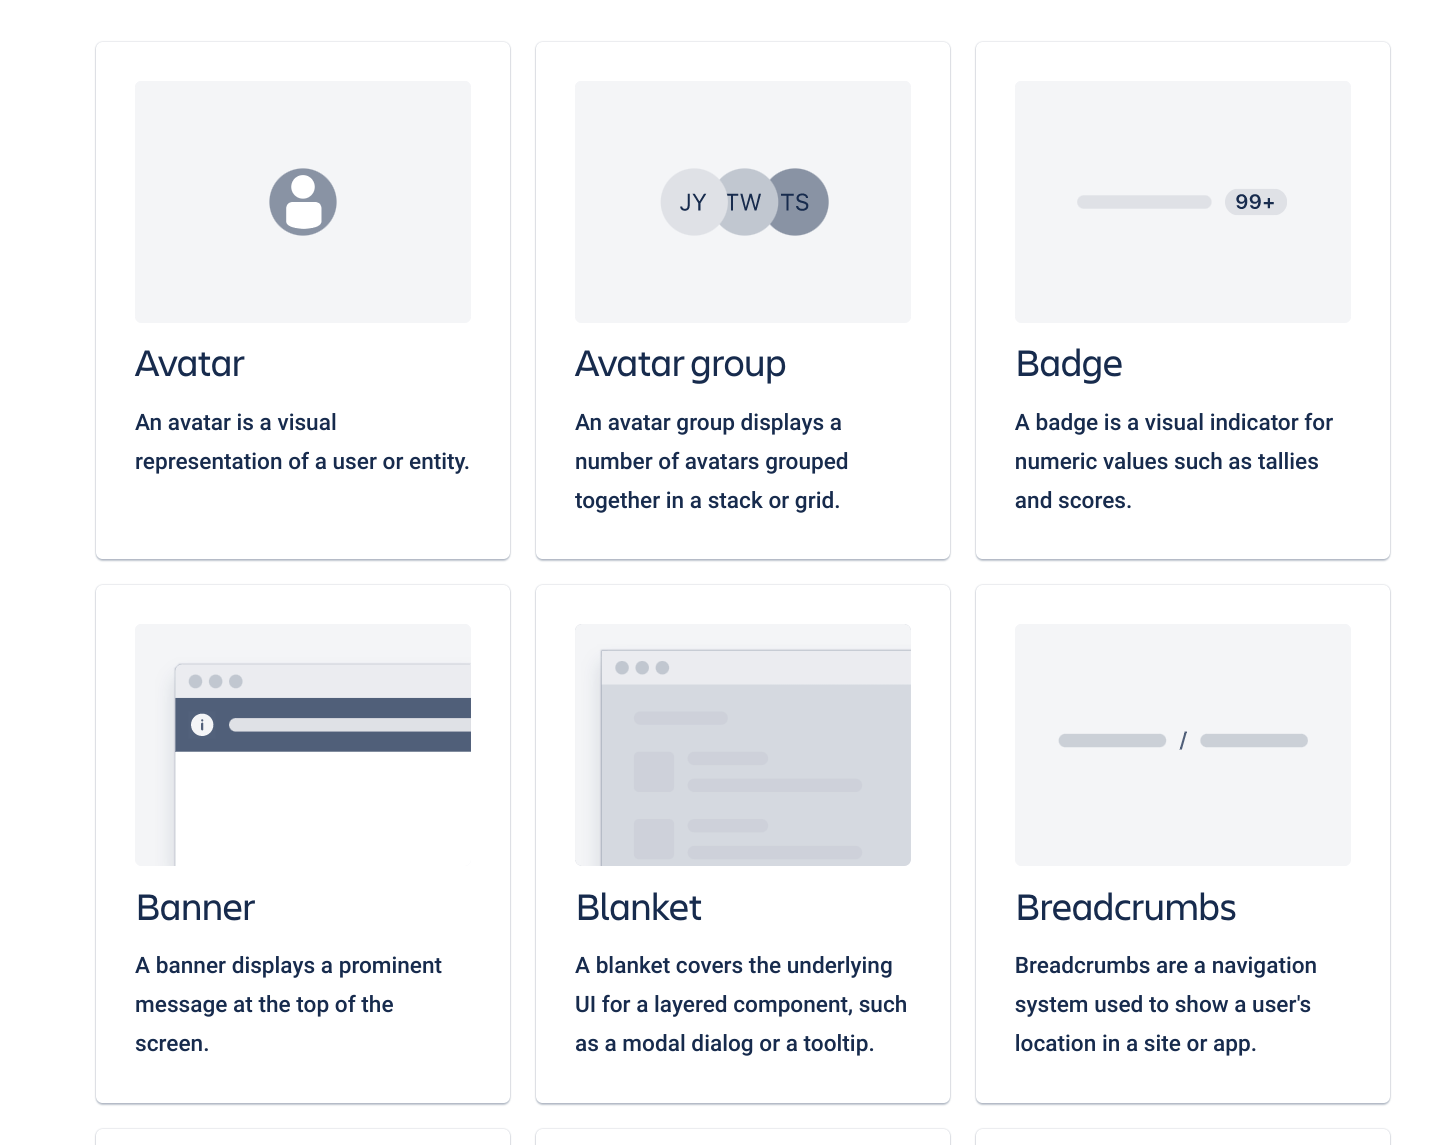 JY TW TS
99+
Avatar
An avatar is a visual
representation of a user or entity.
Avatar group
An avatar group displays a
number of avatars grouped
together in a stack or grid.
Badge
A badge is a visual indicator for
numeric values such as tallies
and scores.
i
/
Banner
A banner displays a prominent
message at the top of the
screen.
Blanket
A blanket covers the underlying
UI for a layered component, such
as a modal dialog or a tooltip.
Breadcrumbs
Breadcrumbs are a navigation
system used to show a user's
location in a site or app.